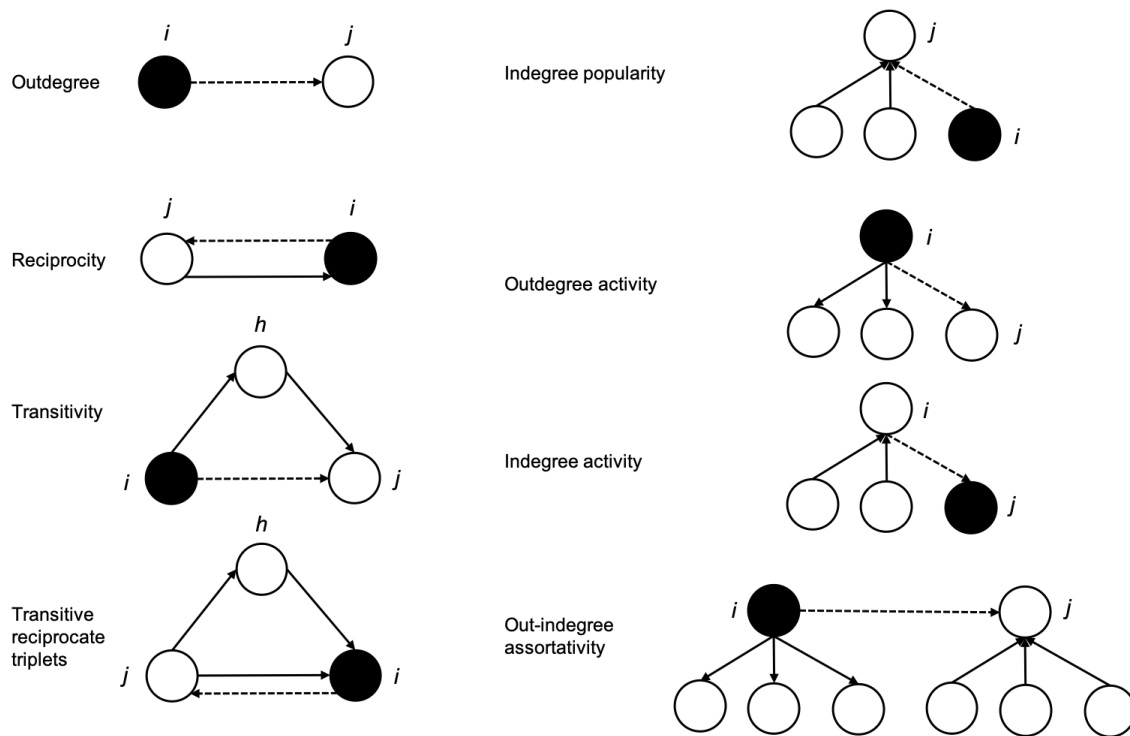 i
j
Outdegree
j
i
Reciprocity
h
Transitivity
i
j
h
Transitive
reciprocate
triplets
j
i
j
Indegree popularity
i
i
Outdegree activity
j
i
Indegree activity
j
i
j
Out-indegree
assortativity